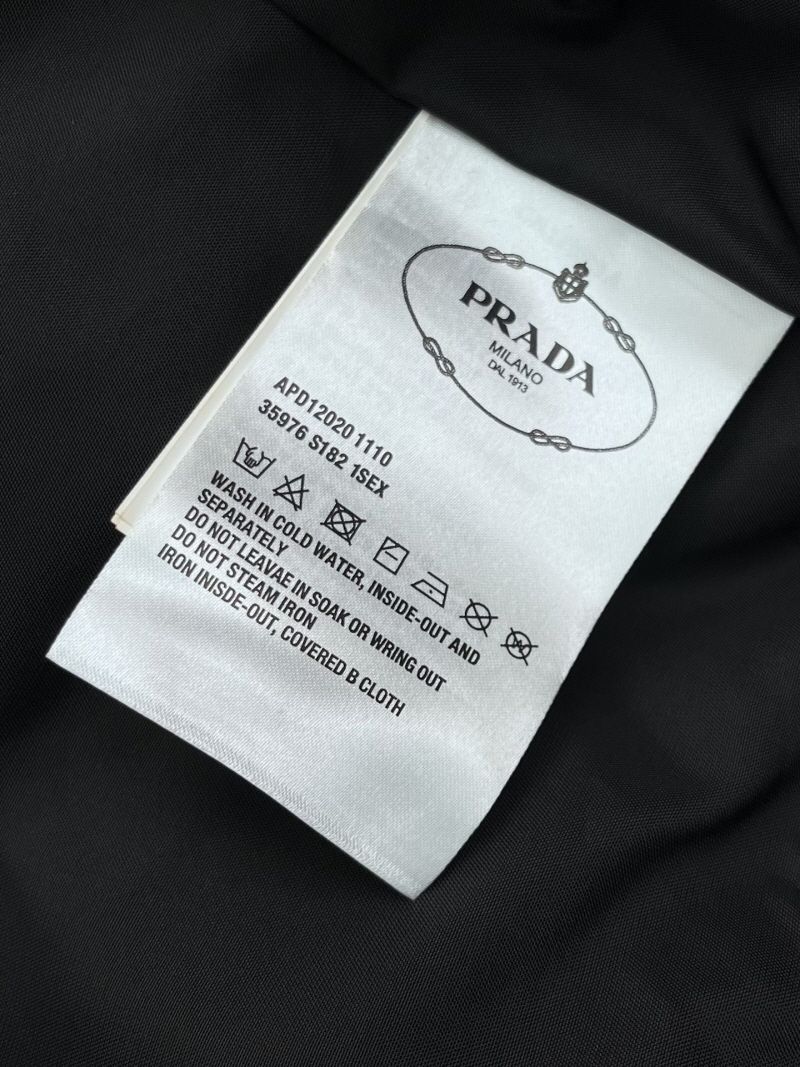 PRADA
MILANO
DAL 1913
APD12020 1110
35976 S182 1SEX
WASH IN COLD WATER, INSIDE-OUT AND
SEPARATELY
DO NOT LEAVAE IN SOAK OR WRING OUT
DO NOT STEAM IRON
IRON INISDE-OUT, COVERED B CLOTH